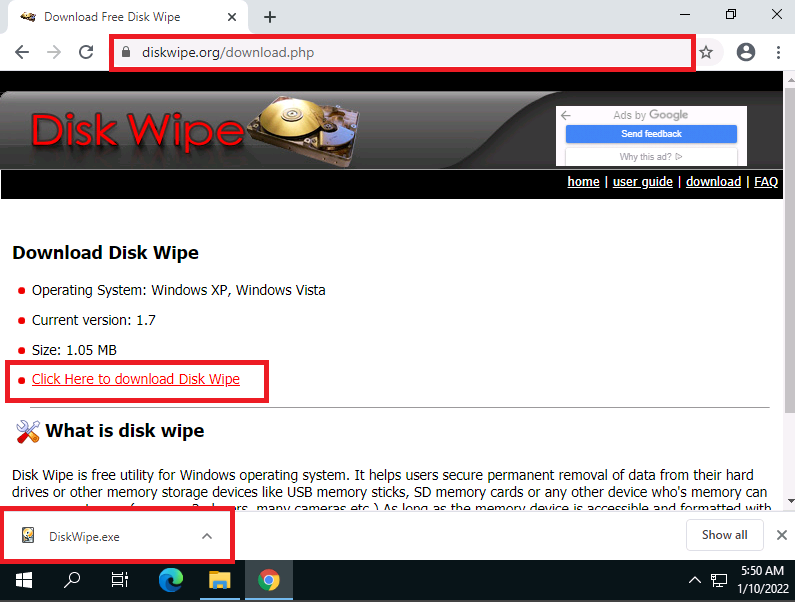 Download Free Disk Wipe
diskwipe.org/download.php
Disk Wipe
Ads by Google
Send feedback
Why this ad?
home | user guide | download | FAQ
Download Disk Wipe
Operating System: Windows XP, Windows Vista
Current version: 1.7
Size: 1.05 MB
Click Here to download Disk Wipe
What is disk wipe
Disk Wipe is free utility for Windows operating system. It helps users secure permanent removal of data from their hard
drives or other memory storage devices like USB memory sticks, SD memory cards or any other device who's memory can
many cameras etc.) As long as the memory device is accessible and formatted with
DiskWipe.exe
Show all
5:50 AM
1/10/2022